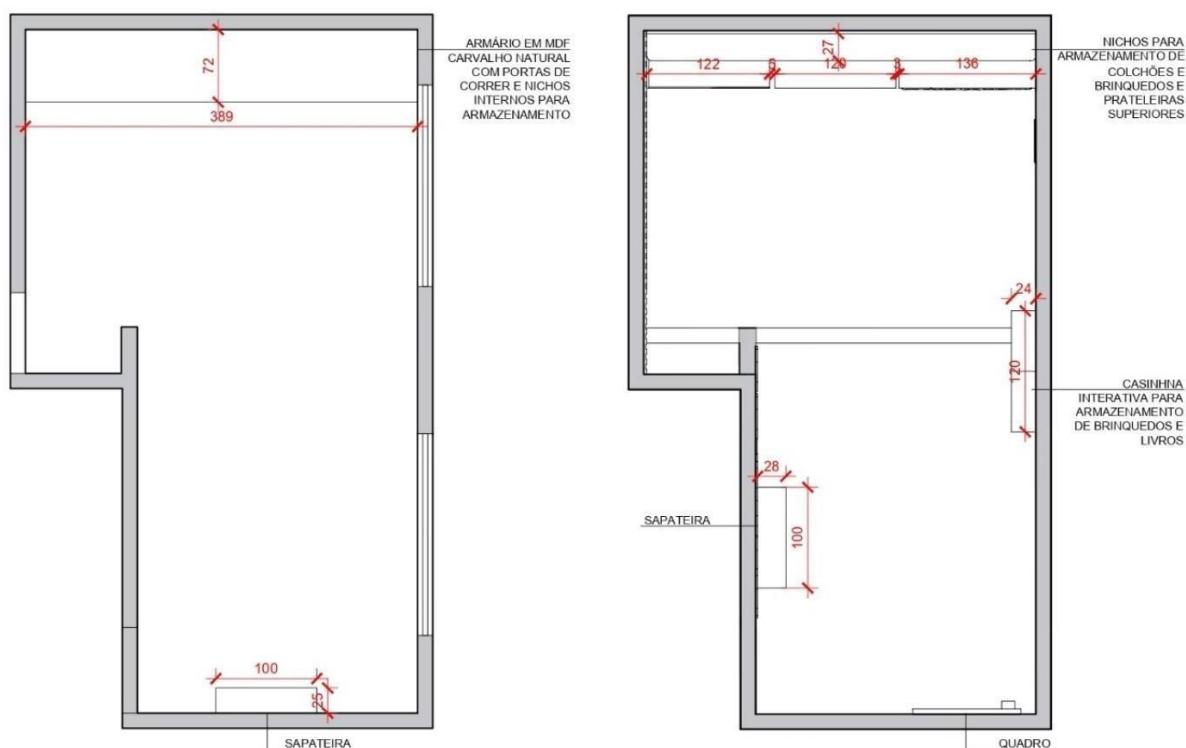 ARMÁRIO EM MDF
CARVALHO NATURAL
COM PORTAS DE
CORRER E NICHOS
INTERNOS PARA
ARMAZENAMENTO
72
389
100
25
SAPATEIRA
NICHOS PARA
ARMAZENAMENTO DE
COLCHÕES E
BRINQUEDOS E
PRATELEIRAS
SUPERIORES
27
122
5
120
3
136
24
120
CASINHNA
INTERATIVA PARA
ARMAZENAMENTO
DE BRINQUEDOS E
LIVROS
28
SAPATEIRA
100
QUADRO